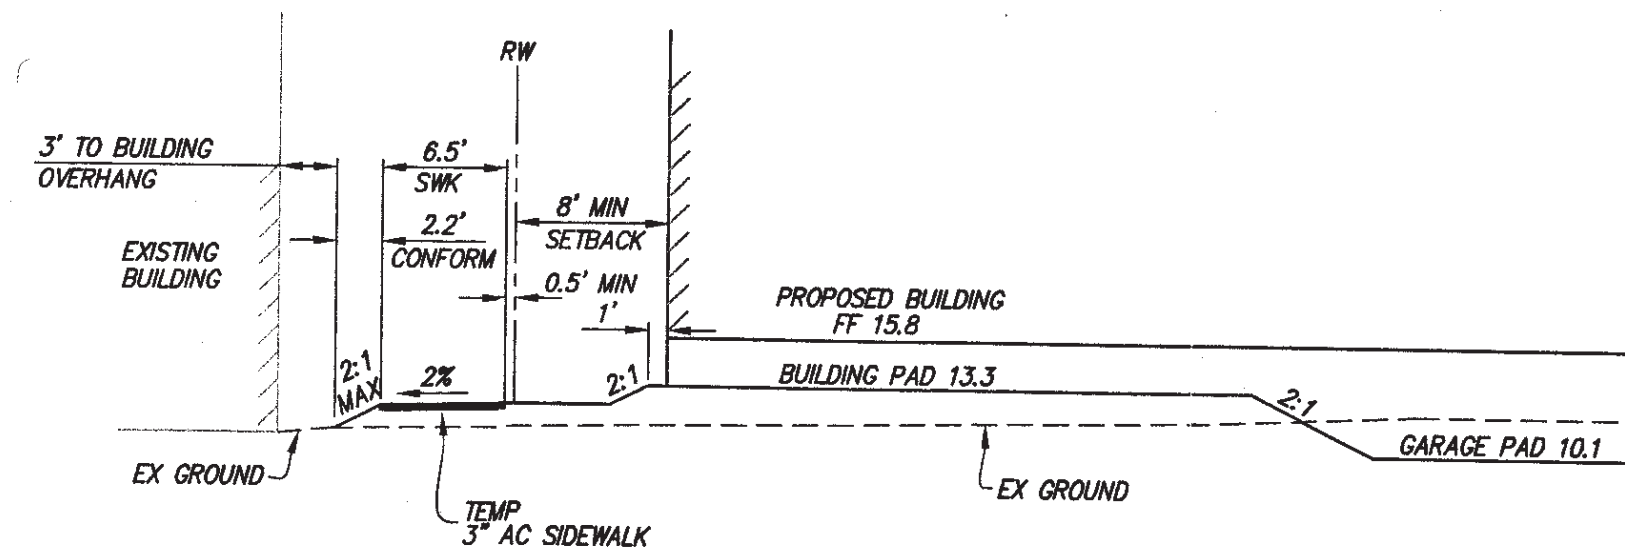 RW
3' TO BUILDING
OVERHANG
6.5'
SWK
8' MIN
SETBACK
2.2'
CONFORM
EXISTING
BUILDING
0.5' MIN
1'
PROPOSED BUILDING
FF 15.8
2:1
MAX
2%
2:1
BUILDING PAD 13.3
2:1
GARAGE PAD 10.1
EX GROUND
EX GROUND
TEMP
3" AC SIDEWALK